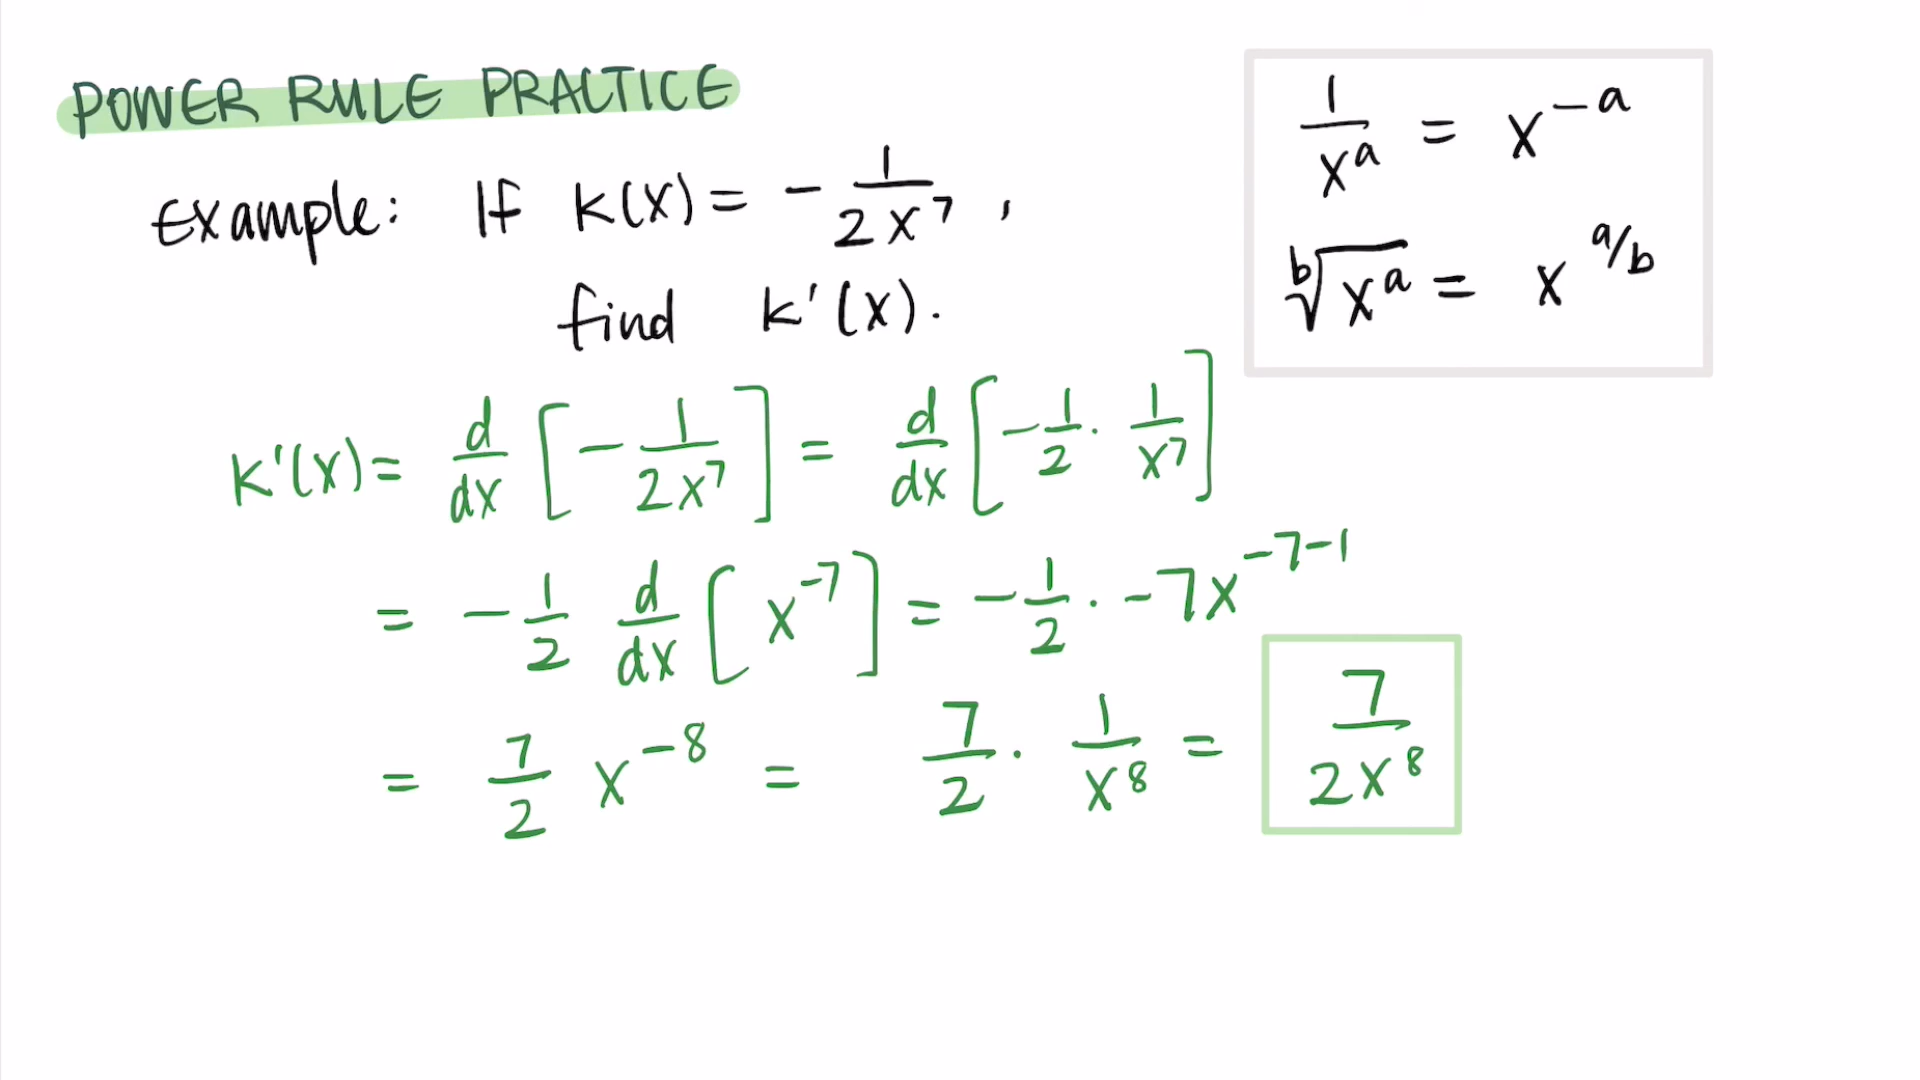 POWER RULE PRACTICE
Example: If k(x) = - 1/(2x^7) ,
find k'(x).
1/x^a = x^-a
b√(x^a) = x^a/b
k'(x) = d/dx [ - 1/(2x^7) ] = d/dx [ - 1/2 · 1/x^7 ]
= - 1/2 d/dx [ x^-7 ] = - 1/2 · -7x^-7-1
= 7/2 x^-8 = 7/2 · 1/x^8 = 7/(2x^8)